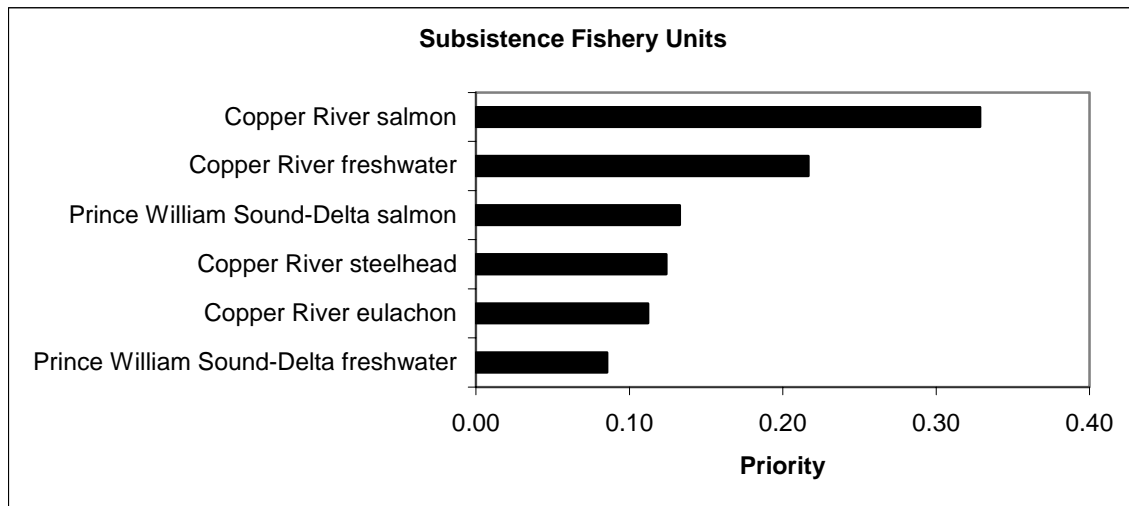 Subsistence Fishery Units
Copper River salmon
Copper River freshwater
Prince William Sound-Delta salmon
Copper River steelhead
Copper River eulachon
Prince William Sound-Delta freshwater
0.00 0.10 0.20 0.30 0.40
Priority